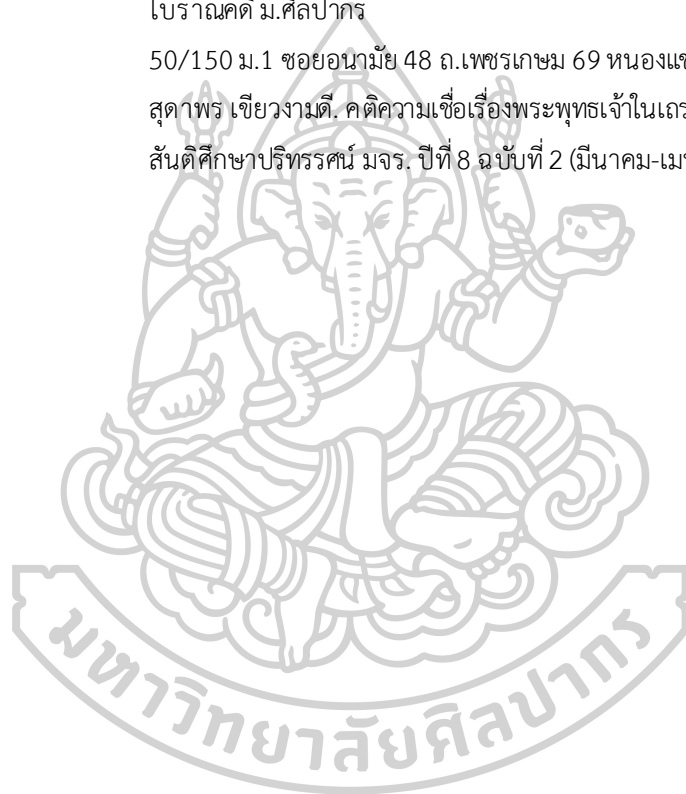 โบราณคดี ม.ศิลปากร
50/150 ม.1 ซอยอนามัย 48 ถ.เพชรเกษม 69 หนองแข
สุดาพร เขียวงามดี. คติความเชื่อเรื่องพระพุทธเจ้าในเถร
สันติศึกษาปริทรรศน์ มจร. ปีที่ 8 ฉบับที่ 2 (มีนาคม-เม
มหาวิทยาลัยศิลปากร